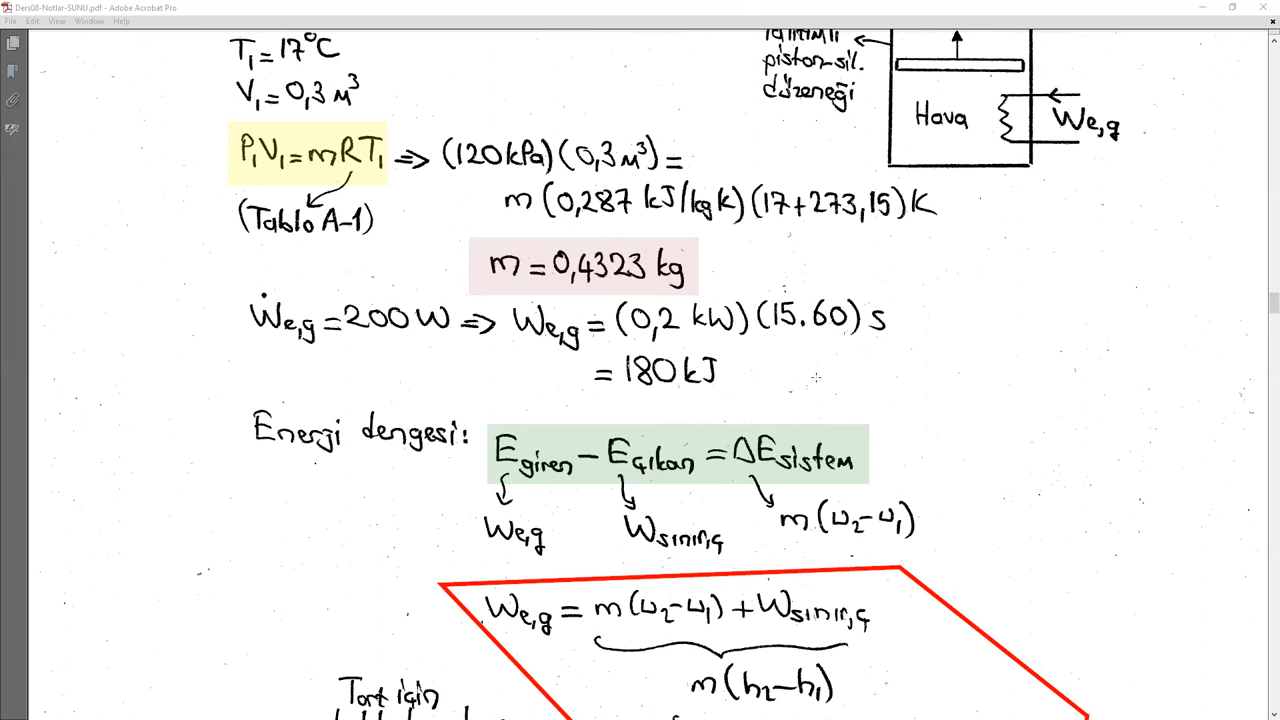 Ders08-Notlar-SUNU.pdf - Adobe Acrobat Pro
File Edit View Window Help
T₁=17°C
V₁=0,3 m³
piston-sil.
düzeneği
Hava
We,g
P₁V₁=mRT₁ => (120 kPa)(0,3 m³)=
m(0,287 kJ/kgK)(17+273,15)K
(Tablo A-1)
m=0,4323 kg
Ẇe,g=200W => We,g=(0,2 kW)(15.60) s
=180 kJ
Enerji dengesi: Egiren-Eçıkan=ΔEsistem
We,g Wsınır,ç m(u₂-u₁)
We,g=m(u₂-u₁)+Wsınır,ç
m(h₂-h₁)
için